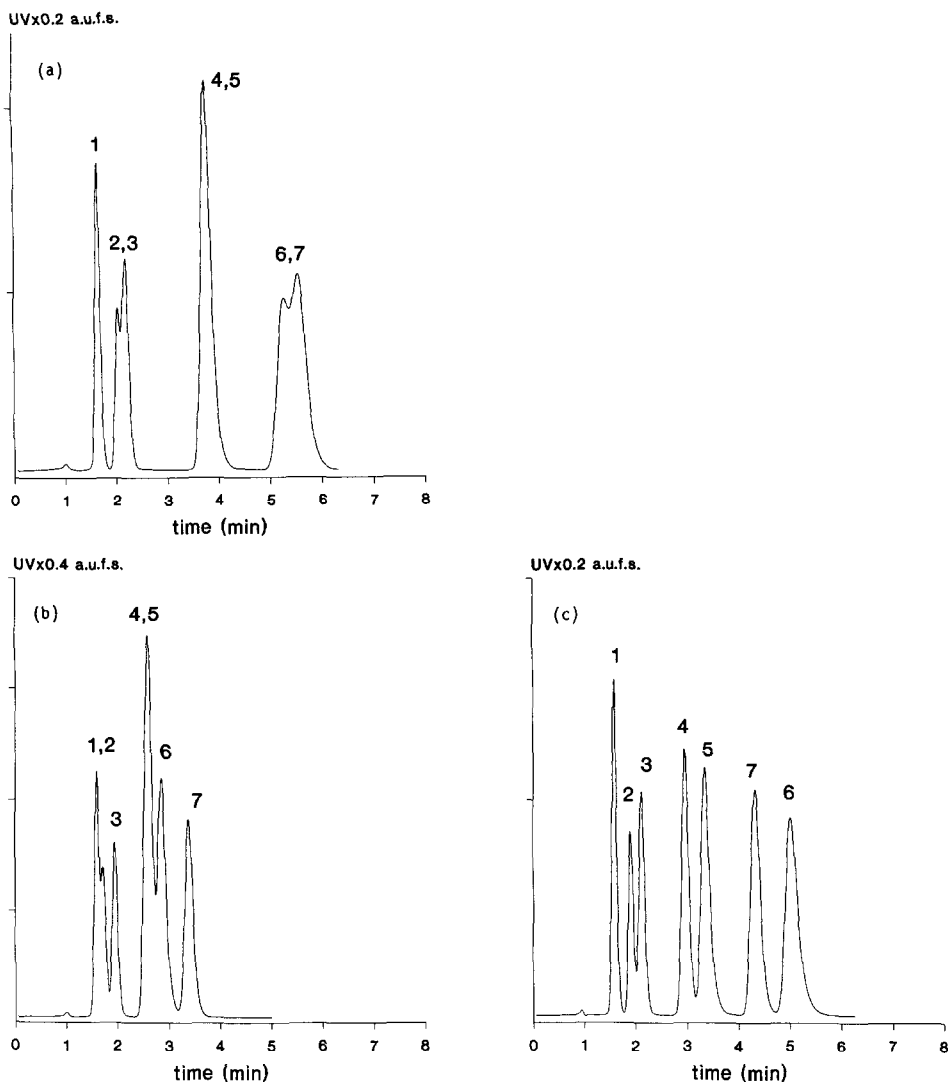 UVx0.2 a.u.f.s.
(a)
1
2,3
4,5
6,7
0 1 2 3 4 5 6 7 8
time (min)
UVx0.4 a.u.f.s.
(b)
1,2
3
4,5
6
7
0 1 2 3 4 5 6 7 8
time (min)
UVx0.2 a.u.f.s.
(c)
1
2
3
4
5
7
6
0 1 2 3 4 5 6 7 8
time (min)